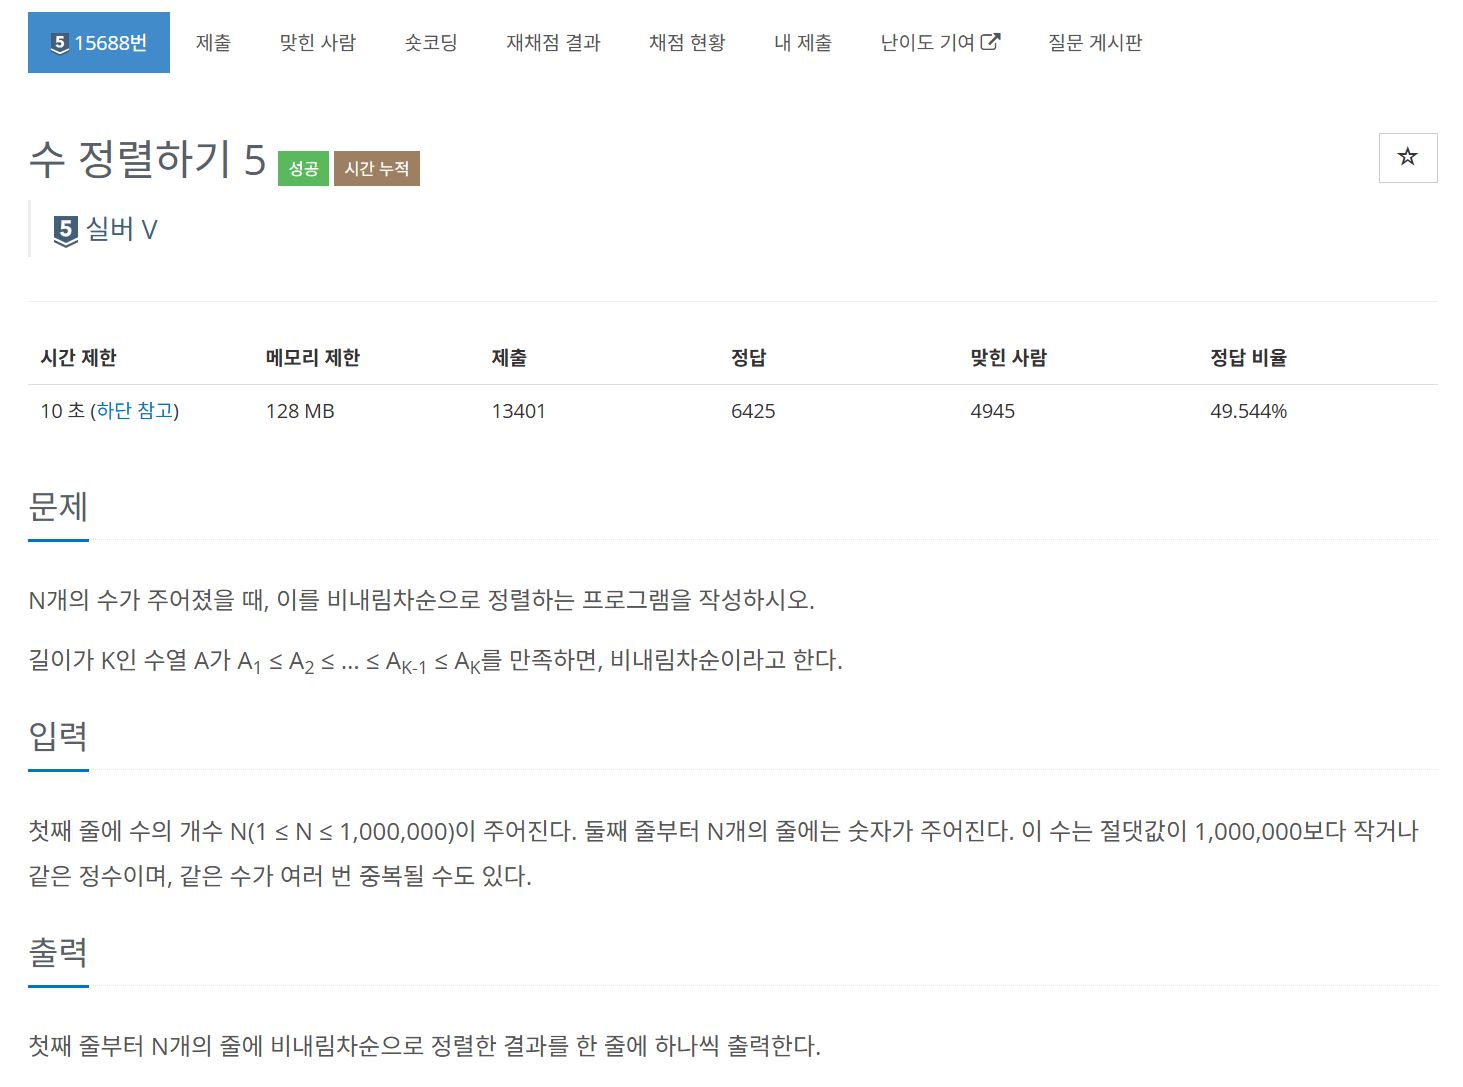 5 15688번 제출 맞힌 사람 숏코딩 재채점 결과 채점 현황 내 제출 난이도 기여 질문 게시판
수 정렬하기 5 성공 시간 누적
5 실버 V
시간 제한 메모리 제한 제출 정답 맞힌 사람 정답 비율
10 초 (하단 참고) 128 MB 13401 6425 4945 49.544%
문제
N개의 수가 주어졌을 때, 이를 비내림차순으로 정렬하는 프로그램을 작성하시오.
길이가 K인 수열 A가 A1 ≤ A2 ≤ ... ≤ AK-1 ≤ AK를 만족하면, 비내림차순이라고 한다.
입력
첫째 줄에 수의 개수 N(1 ≤ N ≤ 1,000,000)이 주어진다. 둘째 줄부터 N개의 줄에는 숫자가 주어진다. 이 수는 절댓값이 1,000,000보다 작거나
같은 정수이며, 같은 수가 여러 번 중복될 수도 있다.
출력
첫째 줄부터 N개의 줄에 비내림차순으로 정렬한 결과를 한 줄에 하나씩 출력한다.